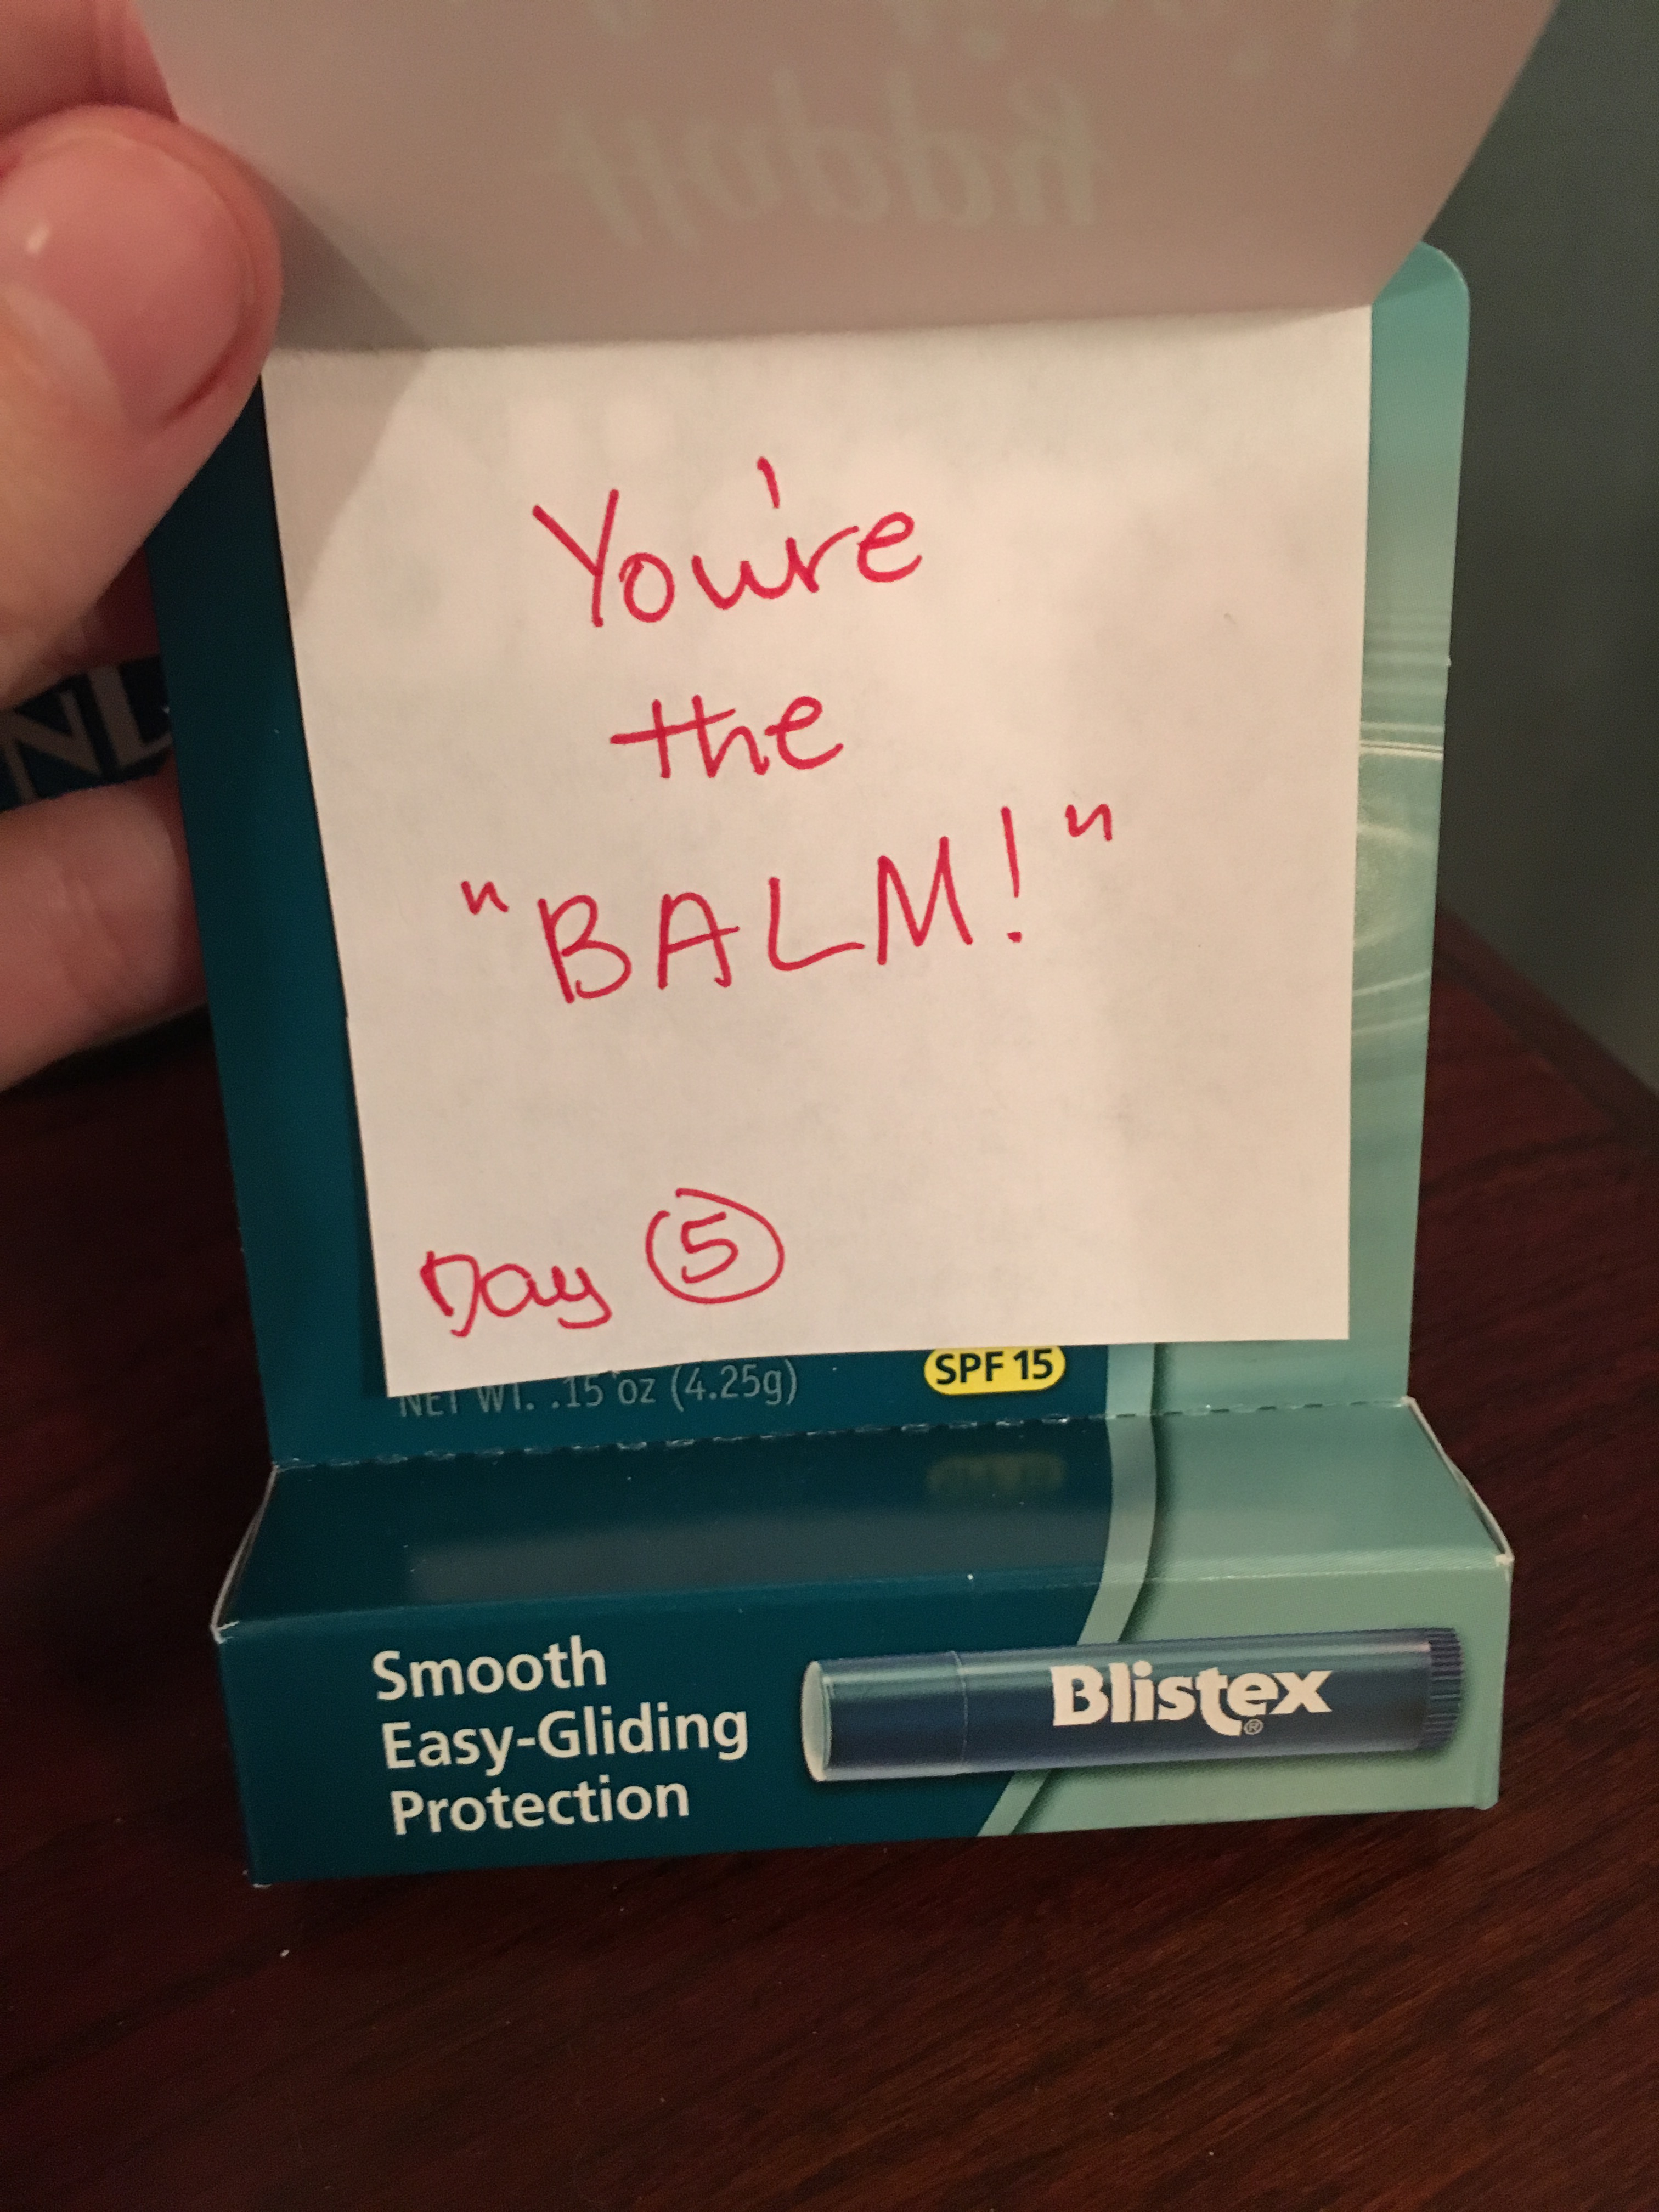 Happy
You're
the
"BALM!"
Day 5
NET WT. .15 oz (4.25g)
SPF 15
Smooth
Easy-Gliding
Protection
Blistex®